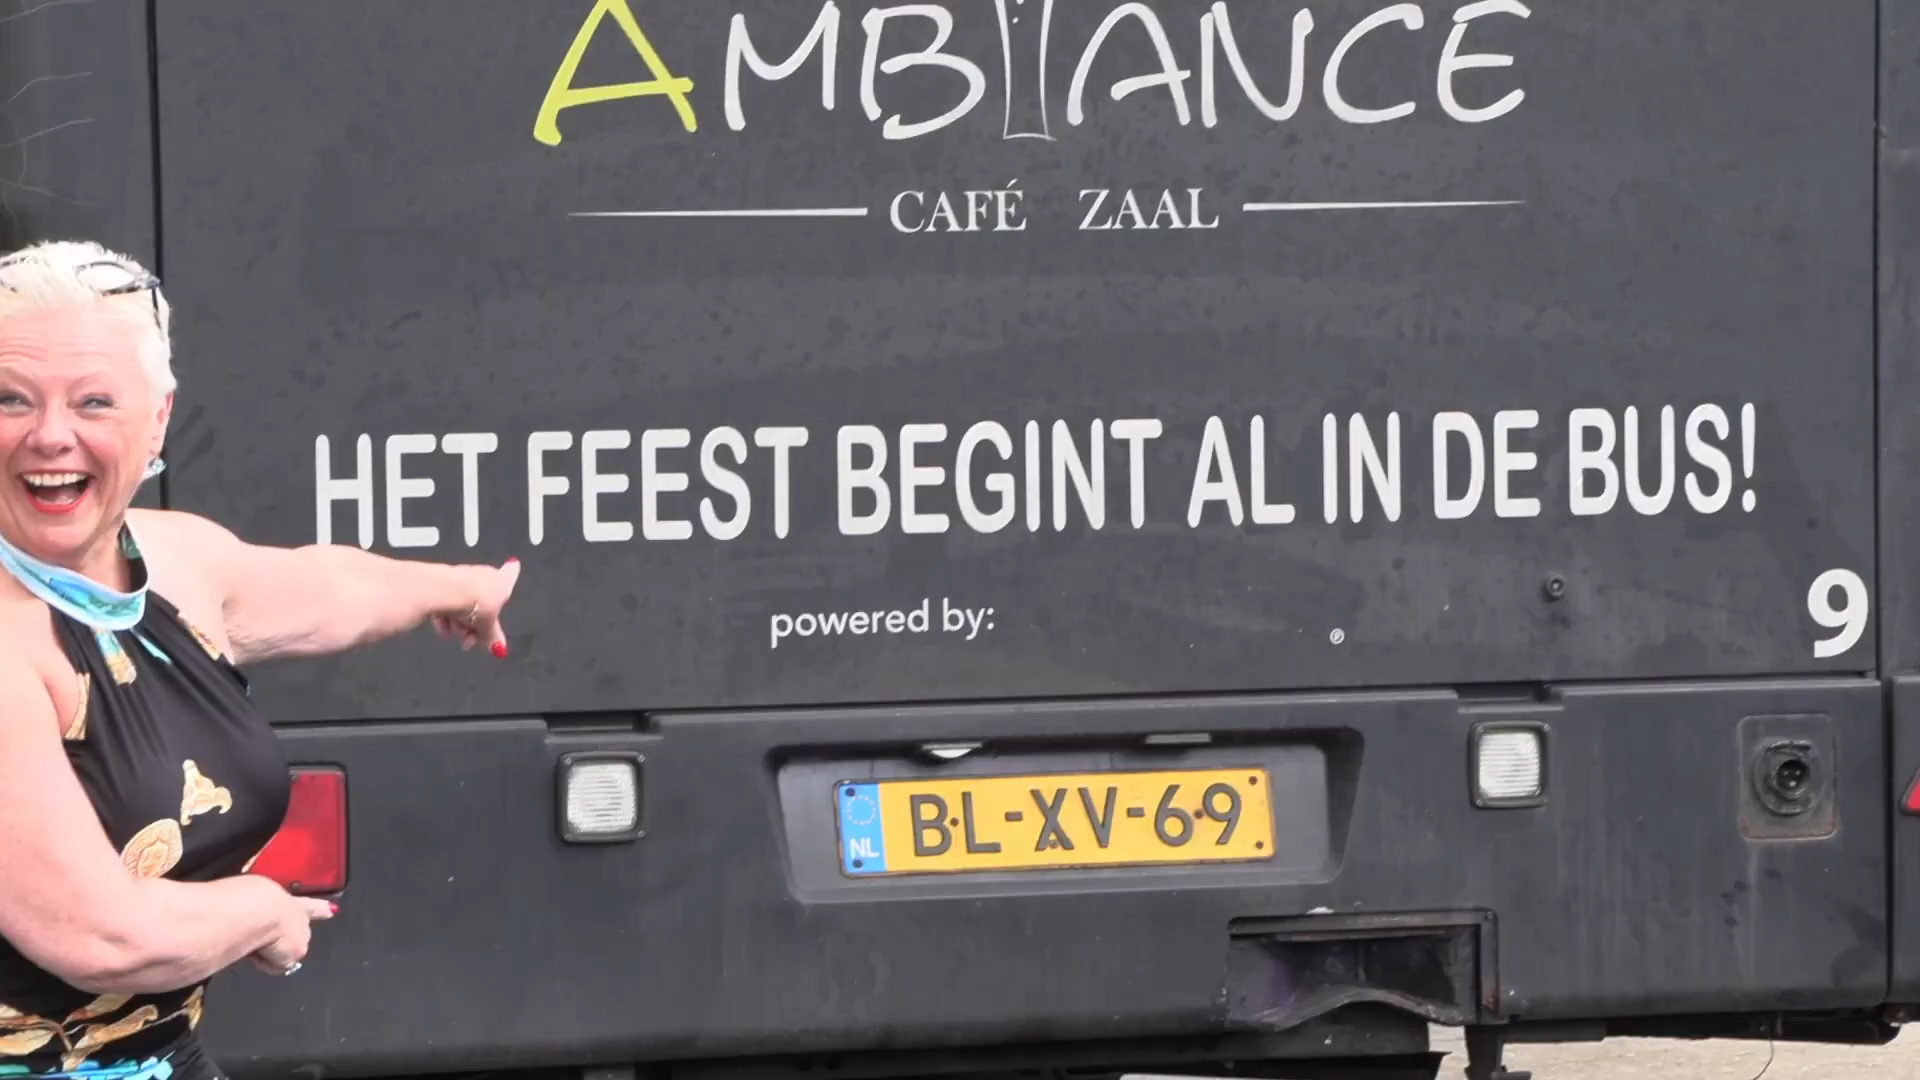 AMBIANCE
CAFÉ ZAAL
HET FEEST BEGINT AL IN DE BUS!
powered by:
®
9
NL BL-XV-69